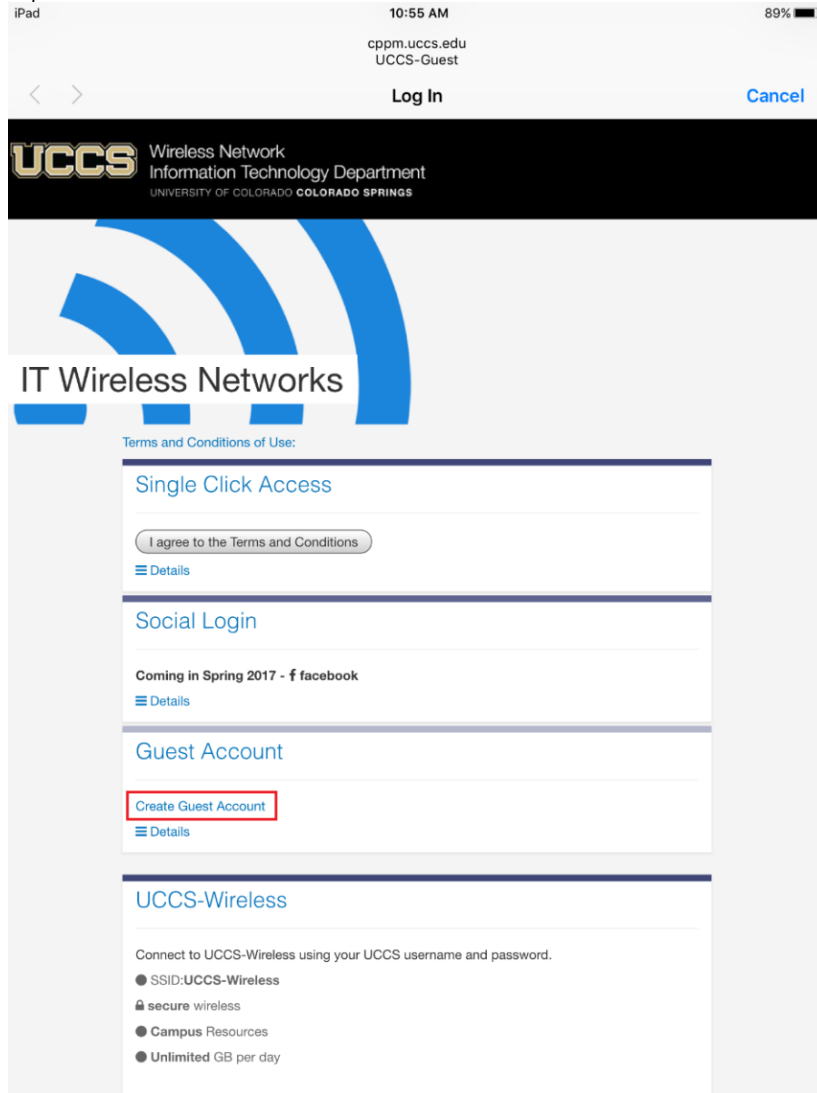 iPad 10:55 AM 89%
cppm.uccs.edu
UCCS-Guest
Log In Cancel
UCCS
Wireless Network
Information Technology Department
UNIVERSITY OF COLORADO COLORADO SPRINGS
IT Wireless Networks
Terms and Conditions of Use:
Single Click Access
I agree to the Terms and Conditions
Details
Social Login
Coming in Spring 2017 - f facebook
Details
Guest Account
Create Guest Account
Details
UCCS-Wireless
Connect to UCCS-Wireless using your UCCS username and password.
SSID:UCCS-Wireless
secure wireless
Campus Resources
Unlimited GB per day